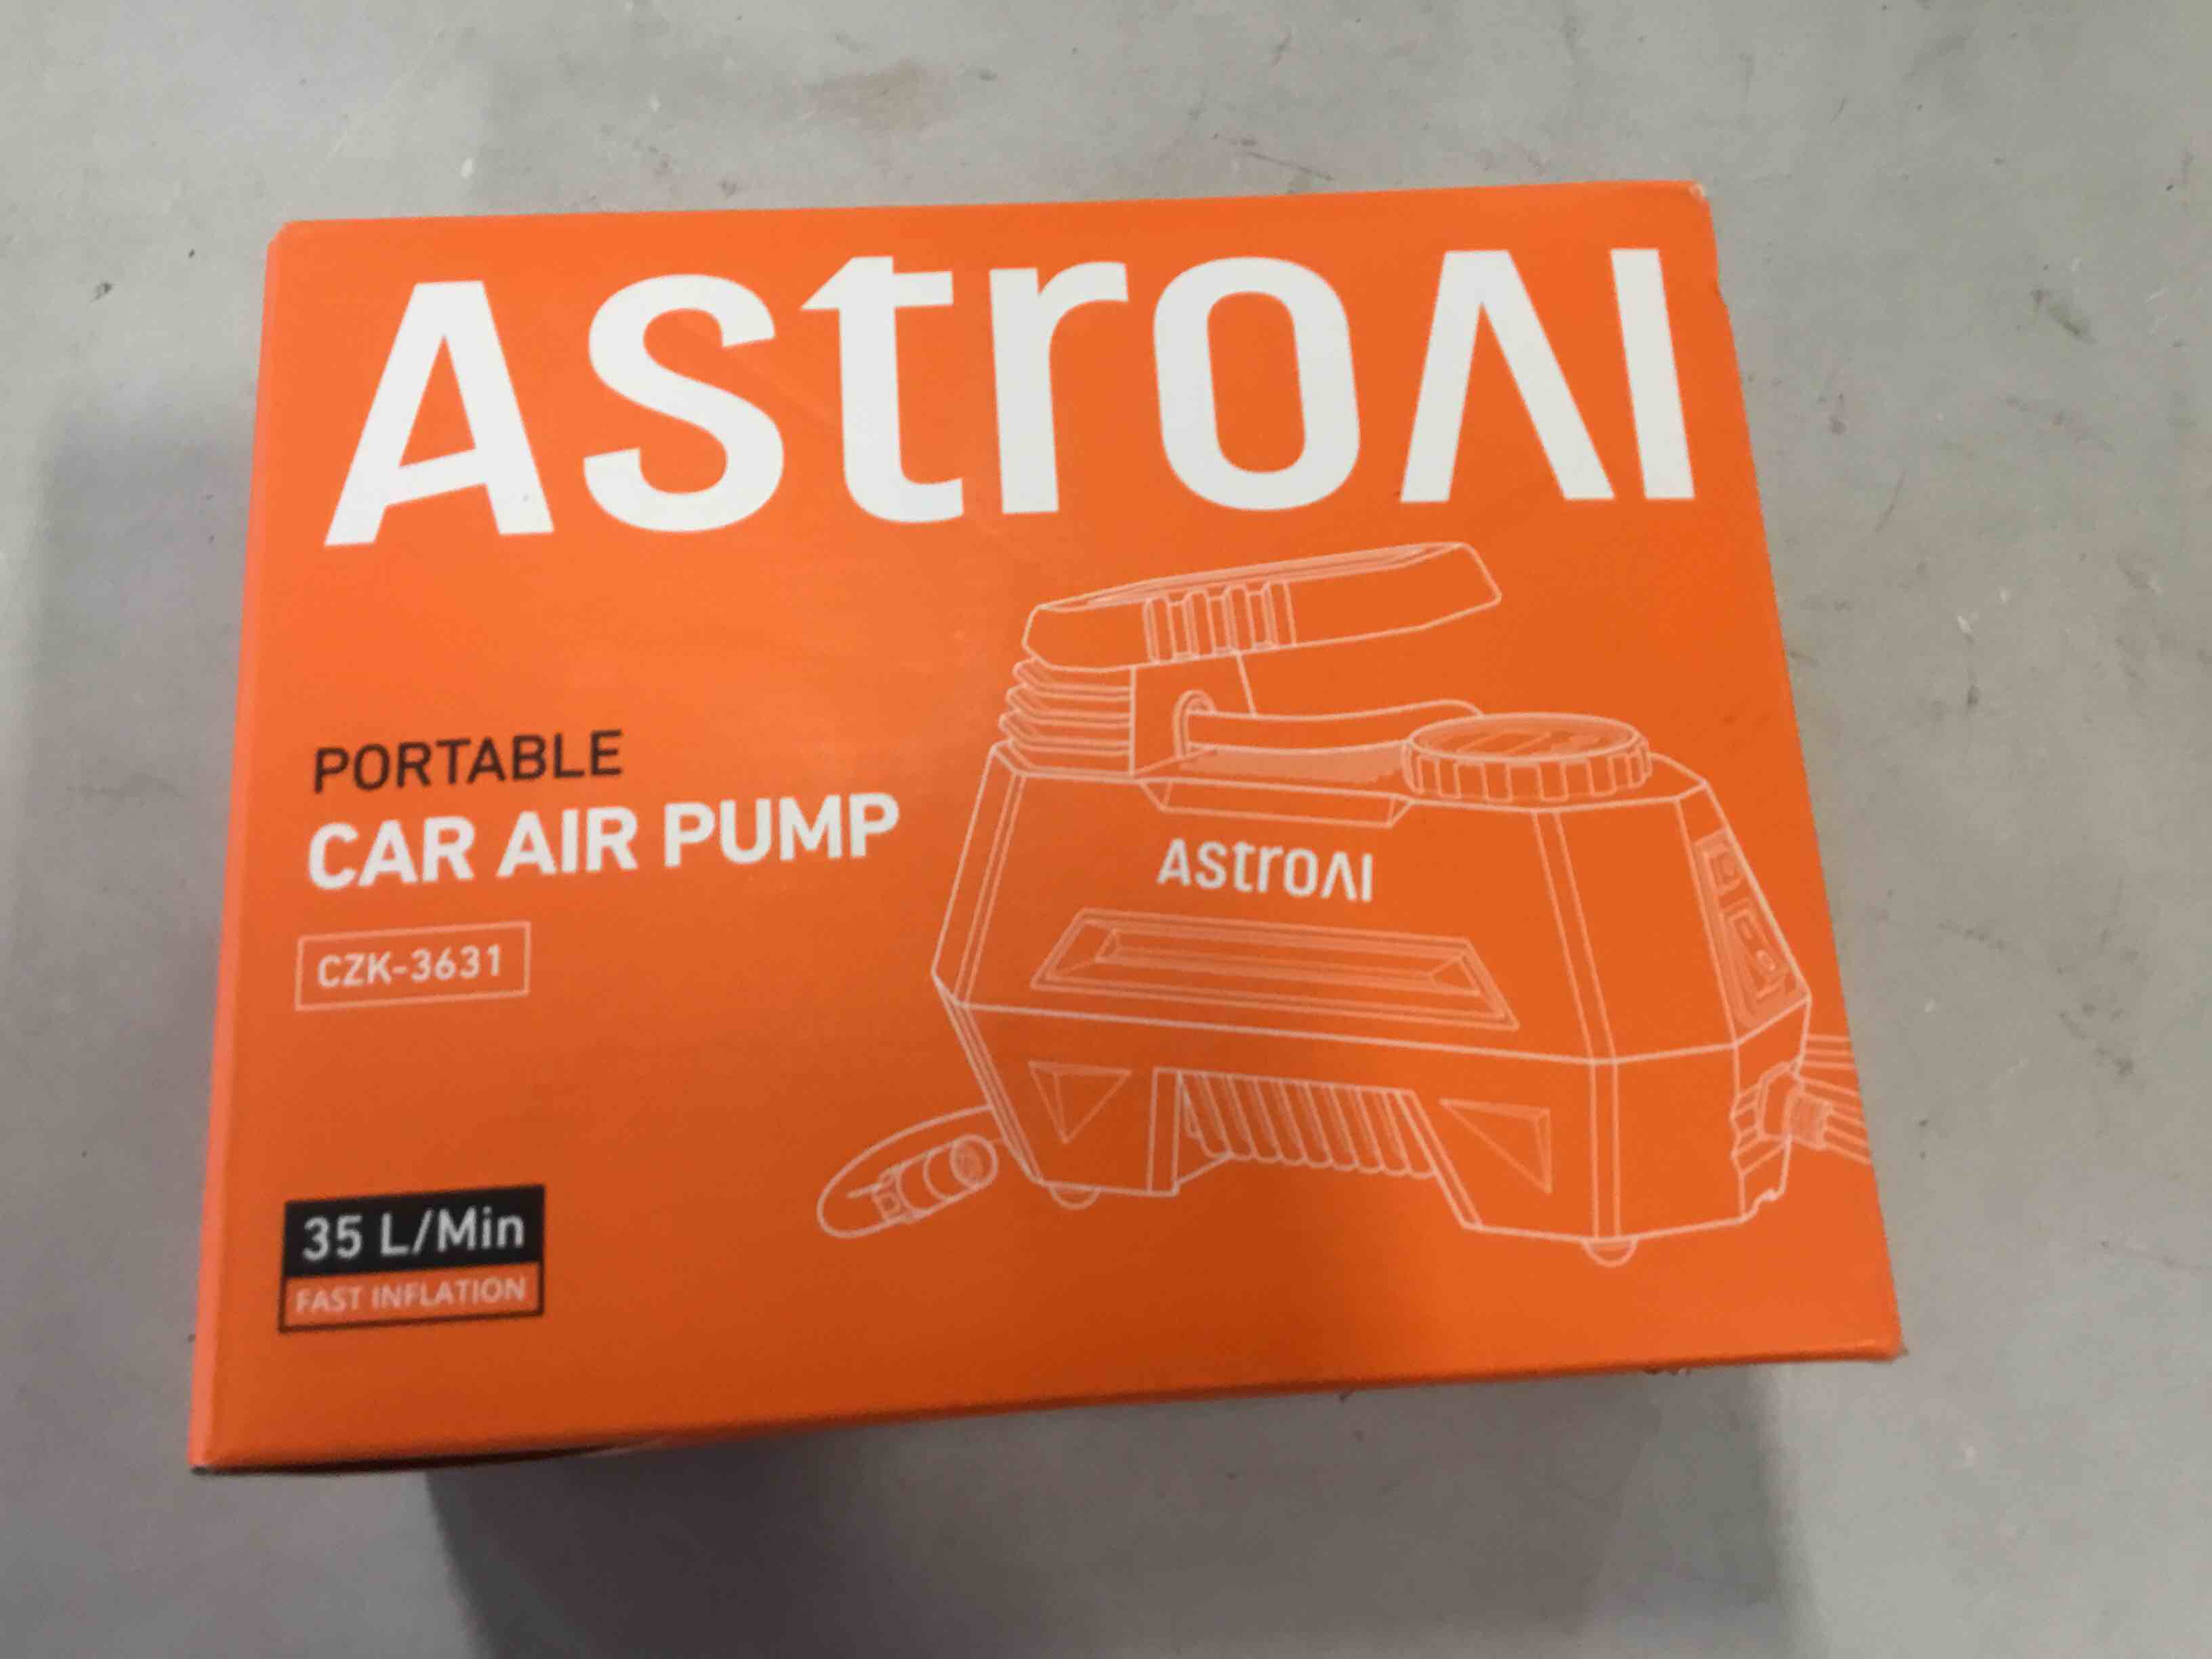 AstroAI
PORTABLE
CAR AIR PUMP
CZK-3631
AstroAI
35 L/Min
FAST INFLATION